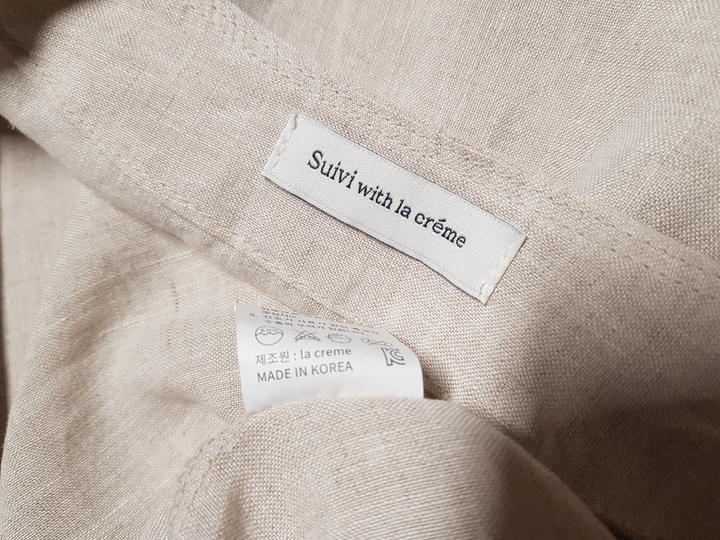 Suivi with la créme
제조원 : la creme
MADE IN KOREA